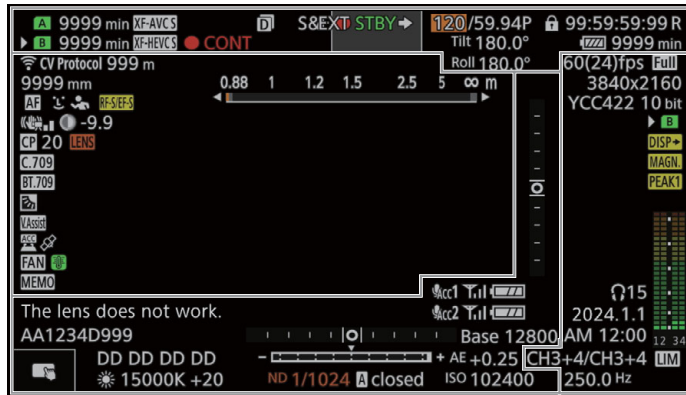 A 9999 min XF-AVC S D S&EXT STBY 120/59.94P 99:59:59:99 R
B 9999 min XF-HEVC S CONT Tilt 180.0° 9999 min
CV Protocol 999 m Roll 180.0° 60(24)fps Full
9999 mm 0.88 1 1.2 1.5 2.5 5 ∞ m 3840x2160
AF RF-S/EF-S YCC422 10 bit
-9.9 B
CP 20 LENS DISP
C.709 MAGN.
BT.709 PEAK1
V.Assist
ACC
FAN
MEMO Acc1 15
The lens does not work. Acc2 2024.1.1
AA1234D999 Base 12800 AM 12:00 12 34
DD DD DD DD - + AE +0.25 CH3+4/CH3+4 LIM
15000K +20 ND 1/1024 A closed ISO 102400 250.0 Hz